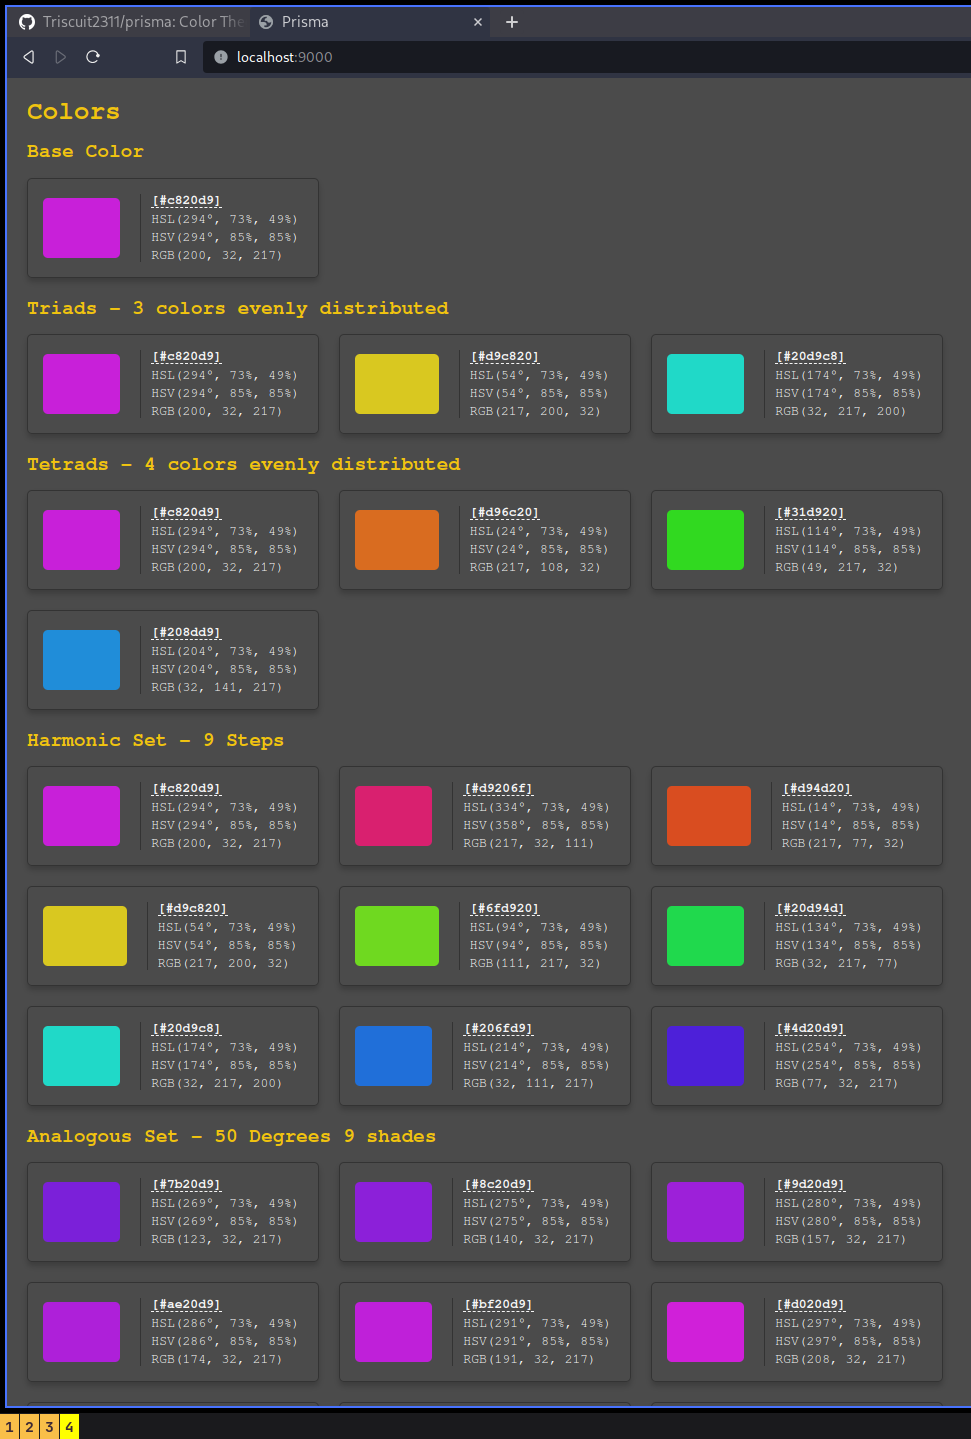 Triscuit2311/prisma: Color The
Prisma
localhost:9000
Colors
Base Color
[#c820d9]
HSL(294°, 73%, 49%)
HSV(294°, 85%, 85%)
RGB(200, 32, 217)
Triads – 3 colors evenly distributed
[#c820d9]
HSL(294°, 73%, 49%)
HSV(294°, 85%, 85%)
RGB(200, 32, 217)
[#d9c820]
HSL(54°, 73%, 49%)
HSV(54°, 85%, 85%)
RGB(217, 200, 32)
[#20d9c8]
HSL(174°, 73%, 49%)
HSV(174°, 85%, 85%)
RGB(32, 217, 200)
Tetrads – 4 colors evenly distributed
[#c820d9]
HSL(294°, 73%, 49%)
HSV(294°, 85%, 85%)
RGB(200, 32, 217)
[#d96c20]
HSL(24°, 73%, 49%)
HSV(24°, 85%, 85%)
RGB(217, 108, 32)
[#31d920]
HSL(114°, 73%, 49%)
HSV(114°, 85%, 85%)
RGB(49, 217, 32)
[#208dd9]
HSL(204°, 73%, 49%)
HSV(204°, 85%, 85%)
RGB(32, 141, 217)
Harmonic Set – 9 Steps
[#c820d9]
HSL(294°, 73%, 49%)
HSV(294°, 85%, 85%)
RGB(200, 32, 217)
[#d9206f]
HSL(334°, 73%, 49%)
HSV(358°, 85%, 85%)
RGB(217, 32, 111)
[#d94d20]
HSL(14°, 73%, 49%)
HSV(14°, 85%, 85%)
RGB(217, 77, 32)
[#d9c820]
HSL(54°, 73%, 49%)
HSV(54°, 85%, 85%)
RGB(217, 200, 32)
[#6fd920]
HSL(94°, 73%, 49%)
HSV(94°, 85%, 85%)
RGB(111, 217, 32)
[#20d94d]
HSL(134°, 73%, 49%)
HSV(134°, 85%, 85%)
RGB(32, 217, 77)
[#20d9c8]
HSL(174°, 73%, 49%)
HSV(174°, 85%, 85%)
RGB(32, 217, 200)
[#206fd9]
HSL(214°, 73%, 49%)
HSV(214°, 85%, 85%)
RGB(32, 111, 217)
[#4d20d9]
HSL(254°, 73%, 49%)
HSV(254°, 85%, 85%)
RGB(77, 32, 217)
Analogous Set – 50 Degrees 9 shades
[#7b20d9]
HSL(269°, 73%, 49%)
HSV(269°, 85%, 85%)
RGB(123, 32, 217)
[#8c20d9]
HSL(275°, 73%, 49%)
HSV(275°, 85%, 85%)
RGB(140, 32, 217)
[#9d20d9]
HSL(280°, 73%, 49%)
HSV(280°, 85%, 85%)
RGB(157, 32, 217)
[#ae20d9]
HSL(286°, 73%, 49%)
HSV(286°, 85%, 85%)
RGB(174, 32, 217)
[#bf20d9]
HSL(291°, 73%, 49%)
HSV(291°, 85%, 85%)
RGB(191, 32, 217)
[#d020d9]
HSL(297°, 73%, 49%)
HSV(297°, 85%, 85%)
RGB(208, 32, 217)
1 2 3 4